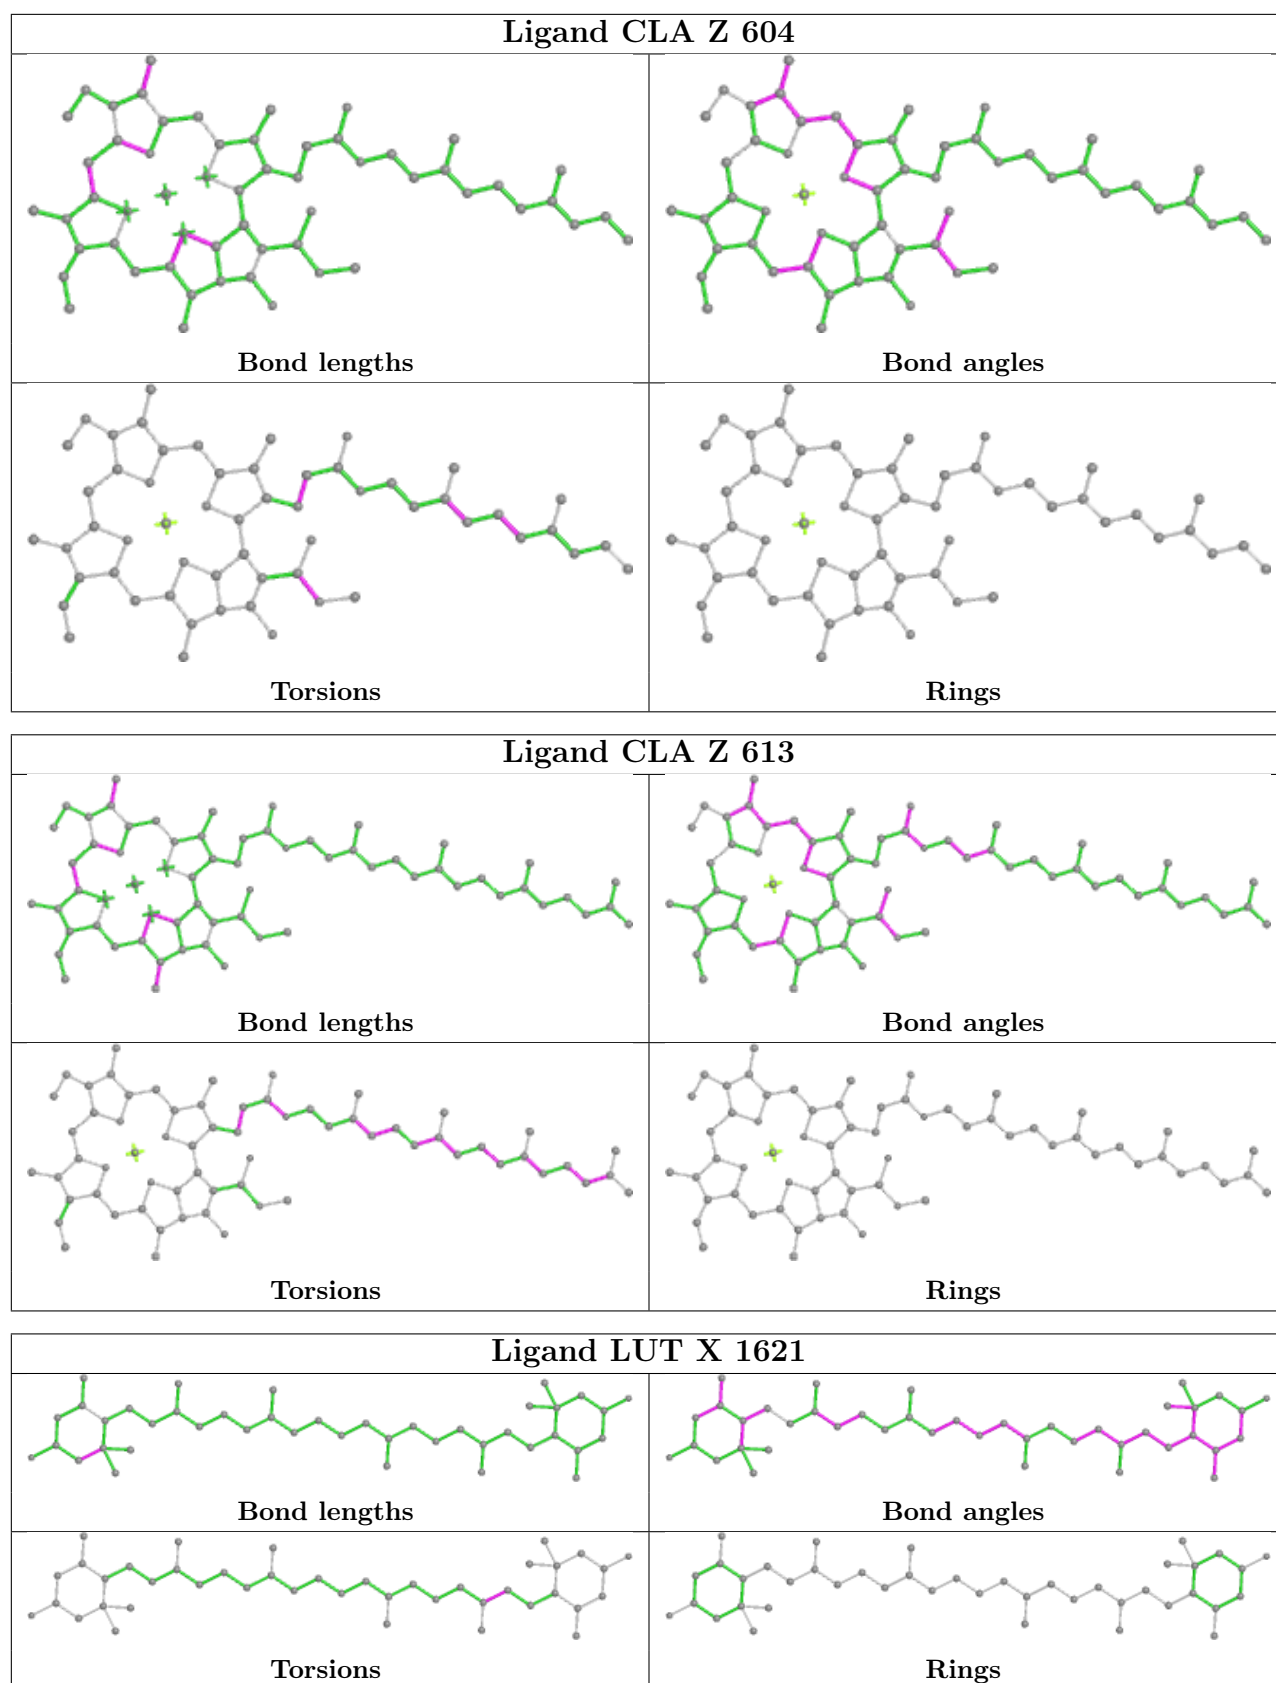 Ligand CLA Z 604
Bond lengths
Bond angles
Torsions
Rings
Ligand CLA Z 613
Bond lengths
Bond angles
Torsions
Rings
Ligand LUT X 1621
Bond lengths
Bond angles
Torsions
Rings